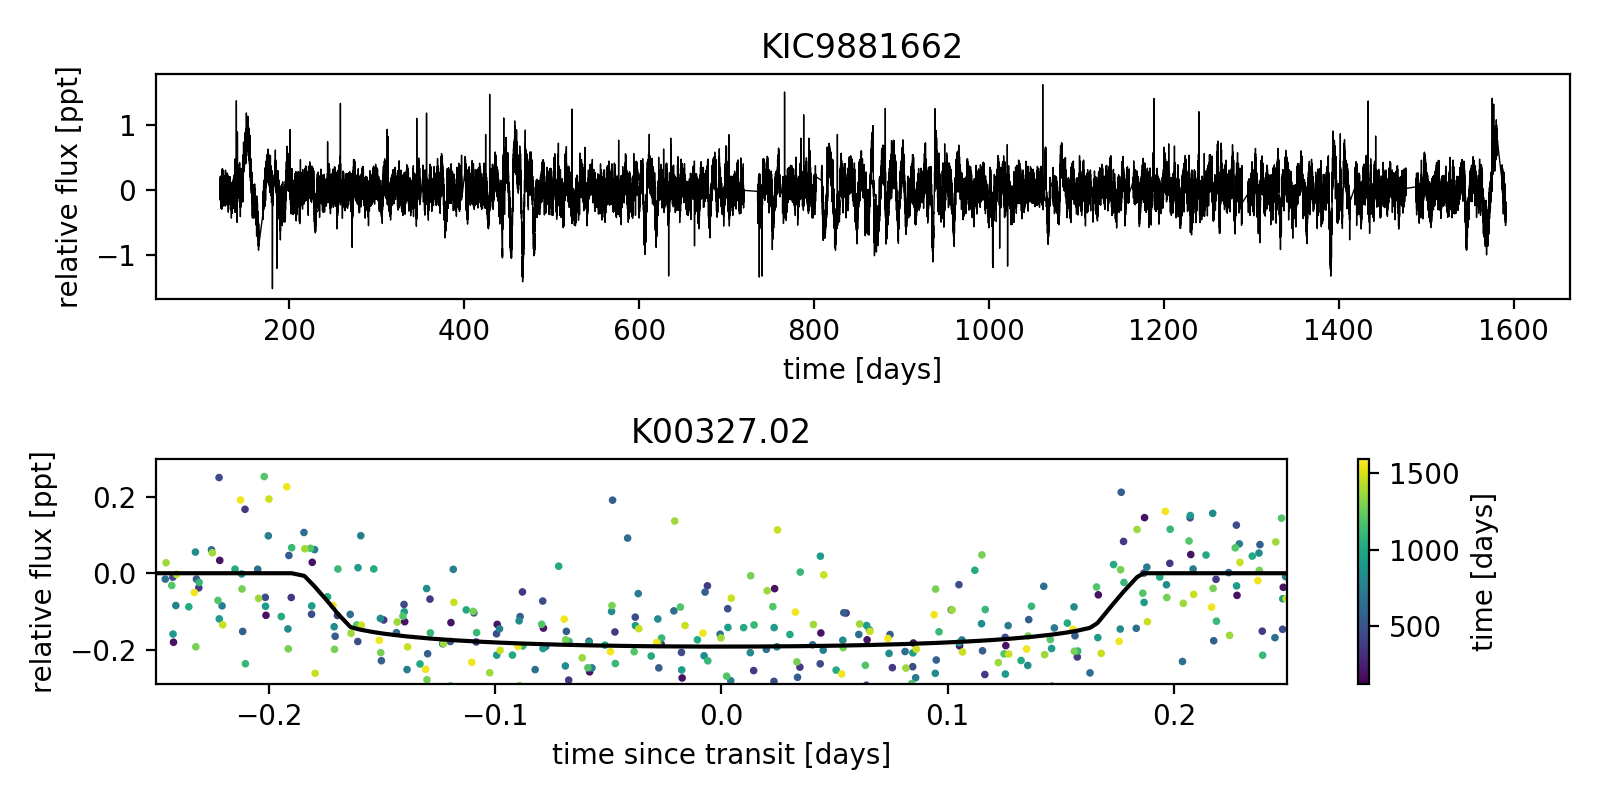 KIC9881662
relative flux [ppt]
1
0
−1
200 400 600 800 1000 1200 1400 1600
time [days]
K00327.02
relative flux [ppt]
0.2
0.0
−0.2
−0.2 −0.1 0.0 0.1 0.2
time since transit [days]
1500
1000
500
time [days]